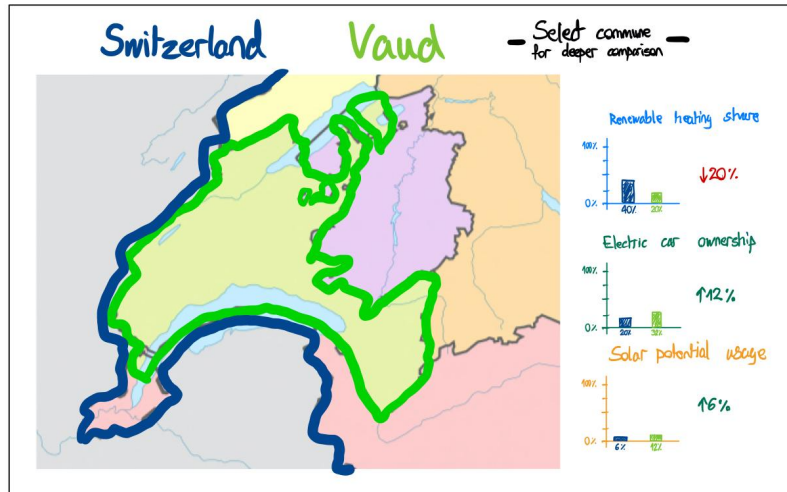 Switzerland Vaud
– Select commune –
for deeper comparison
Renewable heating share
100%
↓20%
0%
40% 20%
Electric car ownership
100%
↑12%
0%
20% 32%
Solar potential usage
100%
↑6%
0%
6% 12%